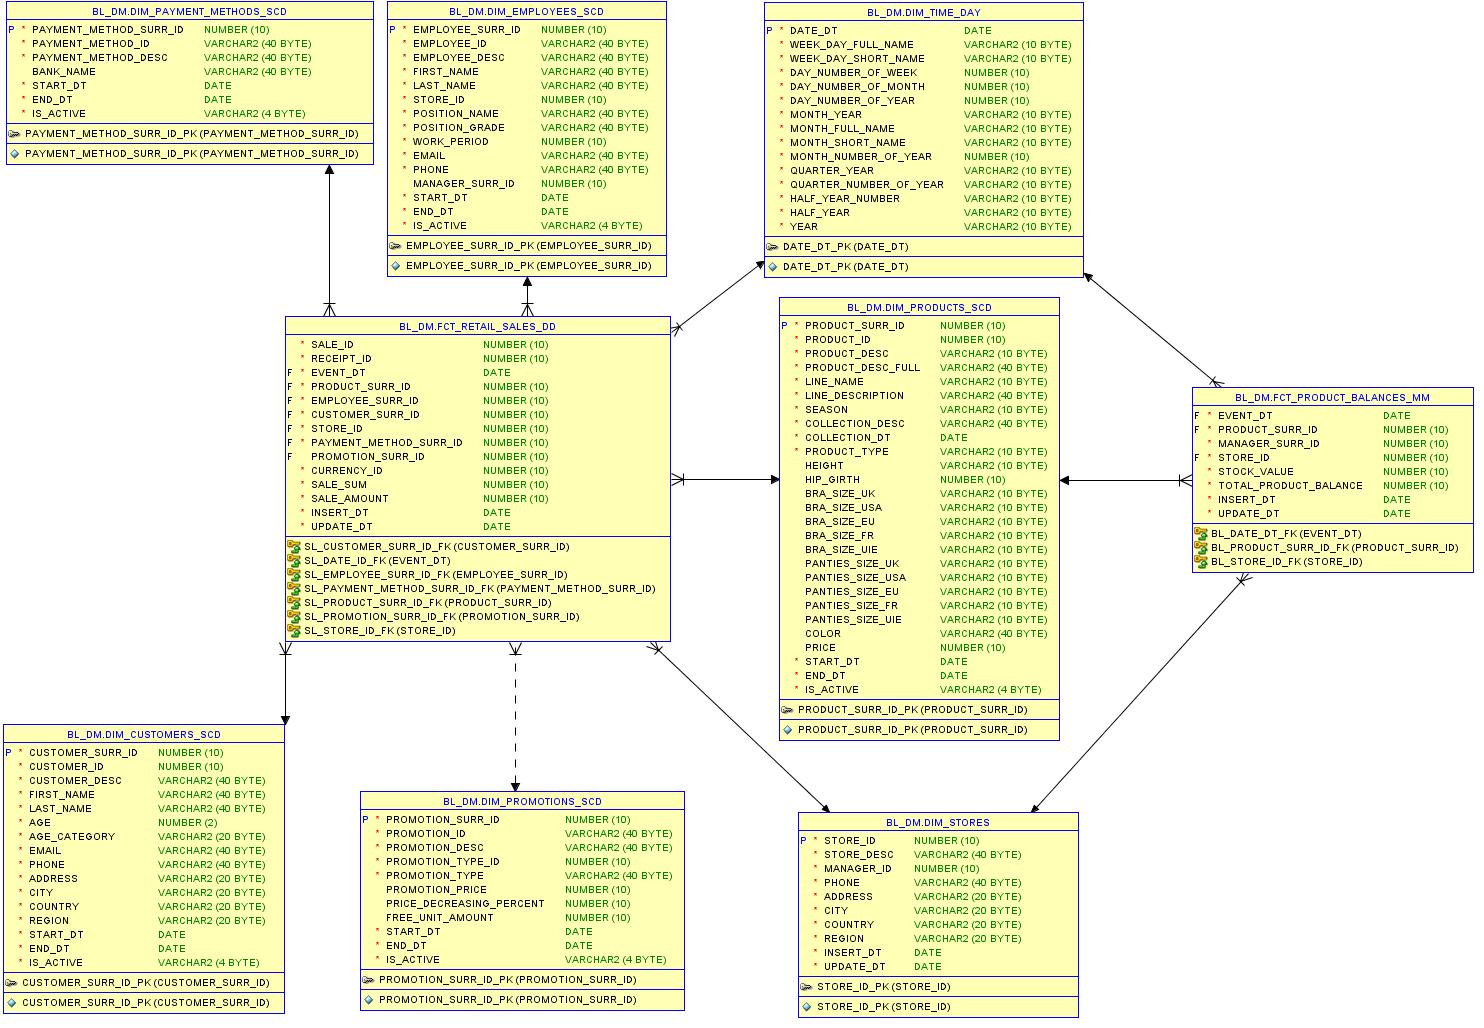 BL_DM.DIM_PAYMENT_METHODS_SCD
P * PAYMENT_METHOD_SURR_ID NUMBER (10)
* PAYMENT_METHOD_ID VARCHAR2 (40 BYTE)
* PAYMENT_METHOD_DESC VARCHAR2 (40 BYTE)
BANK_NAME VARCHAR2 (40 BYTE)
* START_DT DATE
* END_DT DATE
* IS_ACTIVE VARCHAR2 (4 BYTE)
PAYMENT_METHOD_SURR_ID_PK (PAYMENT_METHOD_SURR_ID)
PAYMENT_METHOD_SURR_ID_PK (PAYMENT_METHOD_SURR_ID)
BL_DM.DIM_EMPLOYEES_SCD
P * EMPLOYEE_SURR_ID NUMBER (10)
* EMPLOYEE_ID VARCHAR2 (40 BYTE)
* EMPLOYEE_DESC VARCHAR2 (40 BYTE)
* FIRST_NAME VARCHAR2 (40 BYTE)
* LAST_NAME VARCHAR2 (40 BYTE)
* STORE_ID NUMBER (10)
* POSITION_NAME VARCHAR2 (40 BYTE)
* POSITION_GRADE VARCHAR2 (40 BYTE)
* WORK_PERIOD NUMBER (10)
* EMAIL VARCHAR2 (40 BYTE)
* PHONE VARCHAR2 (40 BYTE)
MANAGER_SURR_ID NUMBER (10)
* START_DT DATE
* END_DT DATE
* IS_ACTIVE VARCHAR2 (4 BYTE)
EMPLOYEE_SURR_ID_PK (EMPLOYEE_SURR_ID)
EMPLOYEE_SURR_ID_PK (EMPLOYEE_SURR_ID)
BL_DM.DIM_TIME_DAY
P * DATE_DT DATE
* WEEK_DAY_FULL_NAME VARCHAR2 (10 BYTE)
* WEEK_DAY_SHORT_NAME VARCHAR2 (10 BYTE)
* DAY_NUMBER_OF_WEEK NUMBER (10)
* DAY_NUMBER_OF_MONTH NUMBER (10)
* DAY_NUMBER_OF_YEAR NUMBER (10)
* MONTH_YEAR VARCHAR2 (10 BYTE)
* MONTH_FULL_NAME VARCHAR2 (10 BYTE)
* MONTH_SHORT_NAME VARCHAR2 (10 BYTE)
* MONTH_NUMBER_OF_YEAR NUMBER (10)
* QUARTER_YEAR VARCHAR2 (10 BYTE)
* QUARTER_NUMBER_OF_YEAR VARCHAR2 (10 BYTE)
* HALF_YEAR_NUMBER VARCHAR2 (10 BYTE)
* HALF_YEAR VARCHAR2 (10 BYTE)
* YEAR VARCHAR2 (10 BYTE)
DATE_DT_PK (DATE_DT)
DATE_DT_PK (DATE_DT)
BL_DM.FCT_RETAIL_SALES_DD
* SALE_ID NUMBER (10)
* RECEIPT_ID NUMBER (10)
F * EVENT_DT DATE
F * PRODUCT_SURR_ID NUMBER (10)
F * EMPLOYEE_SURR_ID NUMBER (10)
F * CUSTOMER_SURR_ID NUMBER (10)
F * STORE_ID NUMBER (10)
F * PAYMENT_METHOD_SURR_ID NUMBER (10)
F PROMOTION_SURR_ID NUMBER (10)
* CURRENCY_ID NUMBER (10)
* SALE_SUM NUMBER (10)
* SALE_AMOUNT NUMBER (10)
* INSERT_DT DATE
* UPDATE_DT DATE
SL_CUSTOMER_SURR_ID_FK (CUSTOMER_SURR_ID)
SL_DATE_ID_FK (EVENT_DT)
SL_EMPLOYEE_SURR_ID_FK (EMPLOYEE_SURR_ID)
SL_PAYMENT_METHOD_SURR_ID_FK (PAYMENT_METHOD_SURR_ID)
SL_PRODUCT_SURR_ID_FK (PRODUCT_SURR_ID)
SL_PROMOTION_SURR_ID_FK (PROMOTION_SURR_ID)
SL_STORE_ID_FK (STORE_ID)
BL_DM.DIM_PRODUCTS_SCD
P * PRODUCT_SURR_ID NUMBER (10)
* PRODUCT_ID NUMBER (10)
* PRODUCT_DESC VARCHAR2 (10 BYTE)
* PRODUCT_DESC_FULL VARCHAR2 (40 BYTE)
* LINE_NAME VARCHAR2 (10 BYTE)
* LINE_DESCRIPTION VARCHAR2 (40 BYTE)
* SEASON VARCHAR2 (10 BYTE)
* COLLECTION_DESC VARCHAR2 (40 BYTE)
* COLLECTION_DT DATE
* PRODUCT_TYPE VARCHAR2 (10 BYTE)
HEIGHT VARCHAR2 (10 BYTE)
HIP_GIRTH NUMBER (10)
BRA_SIZE_UK VARCHAR2 (10 BYTE)
BRA_SIZE_USA VARCHAR2 (10 BYTE)
BRA_SIZE_EU VARCHAR2 (10 BYTE)
BRA_SIZE_FR VARCHAR2 (10 BYTE)
BRA_SIZE_UIE VARCHAR2 (10 BYTE)
PANTIES_SIZE_UK VARCHAR2 (10 BYTE)
PANTIES_SIZE_USA VARCHAR2 (10 BYTE)
PANTIES_SIZE_EU VARCHAR2 (10 BYTE)
PANTIES_SIZE_FR VARCHAR2 (10 BYTE)
PANTIES_SIZE_UIE VARCHAR2 (10 BYTE)
COLOR VARCHAR2 (40 BYTE)
PRICE NUMBER (10)
* START_DT DATE
* END_DT DATE
* IS_ACTIVE VARCHAR2 (4 BYTE)
PRODUCT_SURR_ID_PK (PRODUCT_SURR_ID)
PRODUCT_SURR_ID_PK (PRODUCT_SURR_ID)
BL_DM.FCT_PRODUCT_BALANCES_MM
F * EVENT_DT DATE
F * PRODUCT_SURR_ID NUMBER (10)
* MANAGER_SURR_ID NUMBER (10)
F * STORE_ID NUMBER (10)
* STOCK_VALUE NUMBER (10)
* TOTAL_PRODUCT_BALANCE NUMBER (10)
* INSERT_DT DATE
* UPDATE_DT DATE
BL_DATE_DT_FK (EVENT_DT)
BL_PRODUCT_SURR_ID_FK (PRODUCT_SURR_ID)
BL_STORE_ID_FK (STORE_ID)
BL_DM.DIM_CUSTOMERS_SCD
P * CUSTOMER_SURR_ID NUMBER (10)
* CUSTOMER_ID NUMBER (10)
* CUSTOMER_DESC VARCHAR2 (40 BYTE)
* FIRST_NAME VARCHAR2 (40 BYTE)
* LAST_NAME VARCHAR2 (40 BYTE)
* AGE NUMBER (2)
* AGE_CATEGORY VARCHAR2 (20 BYTE)
* EMAIL VARCHAR2 (40 BYTE)
* PHONE VARCHAR2 (40 BYTE)
* ADDRESS VARCHAR2 (20 BYTE)
* CITY VARCHAR2 (20 BYTE)
* COUNTRY VARCHAR2 (20 BYTE)
* REGION VARCHAR2 (20 BYTE)
* START_DT DATE
* END_DT DATE
* IS_ACTIVE VARCHAR2 (4 BYTE)
CUSTOMER_SURR_ID_PK (CUSTOMER_SURR_ID)
CUSTOMER_SURR_ID_PK (CUSTOMER_SURR_ID)
BL_DM.DIM_PROMOTIONS_SCD
P * PROMOTION_SURR_ID NUMBER (10)
* PROMOTION_ID VARCHAR2 (40 BYTE)
* PROMOTION_DESC VARCHAR2 (40 BYTE)
* PROMOTION_TYPE_ID NUMBER (10)
* PROMOTION_TYPE VARCHAR2 (40 BYTE)
PROMOTION_PRICE NUMBER (10)
PRICE_DECREASING_PERCENT NUMBER (10)
FREE_UNIT_AMOUNT NUMBER (10)
* START_DT DATE
* END_DT DATE
* IS_ACTIVE VARCHAR2 (4 BYTE)
PROMOTION_SURR_ID_PK (PROMOTION_SURR_ID)
PROMOTION_SURR_ID_PK (PROMOTION_SURR_ID)
BL_DM.DIM_STORES
P * STORE_ID NUMBER (10)
* STORE_DESC VARCHAR2 (40 BYTE)
* MANAGER_ID NUMBER (10)
* PHONE VARCHAR2 (40 BYTE)
* ADDRESS VARCHAR2 (20 BYTE)
* CITY VARCHAR2 (20 BYTE)
* COUNTRY VARCHAR2 (20 BYTE)
* REGION VARCHAR2 (20 BYTE)
* INSERT_DT DATE
* UPDATE_DT DATE
STORE_ID_PK (STORE_ID)
STORE_ID_PK (STORE_ID)